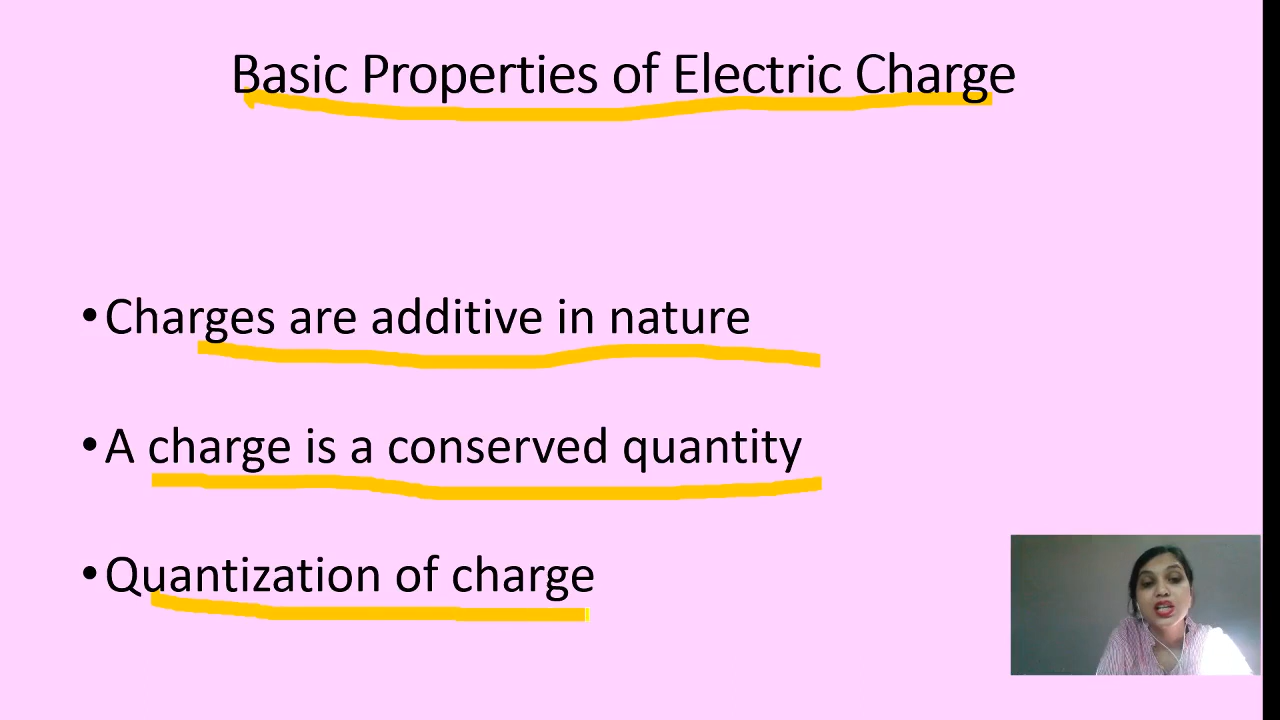 Basic Properties of Electric Charge
•Charges are additive in nature
•A charge is a conserved quantity
•Quantization of charge